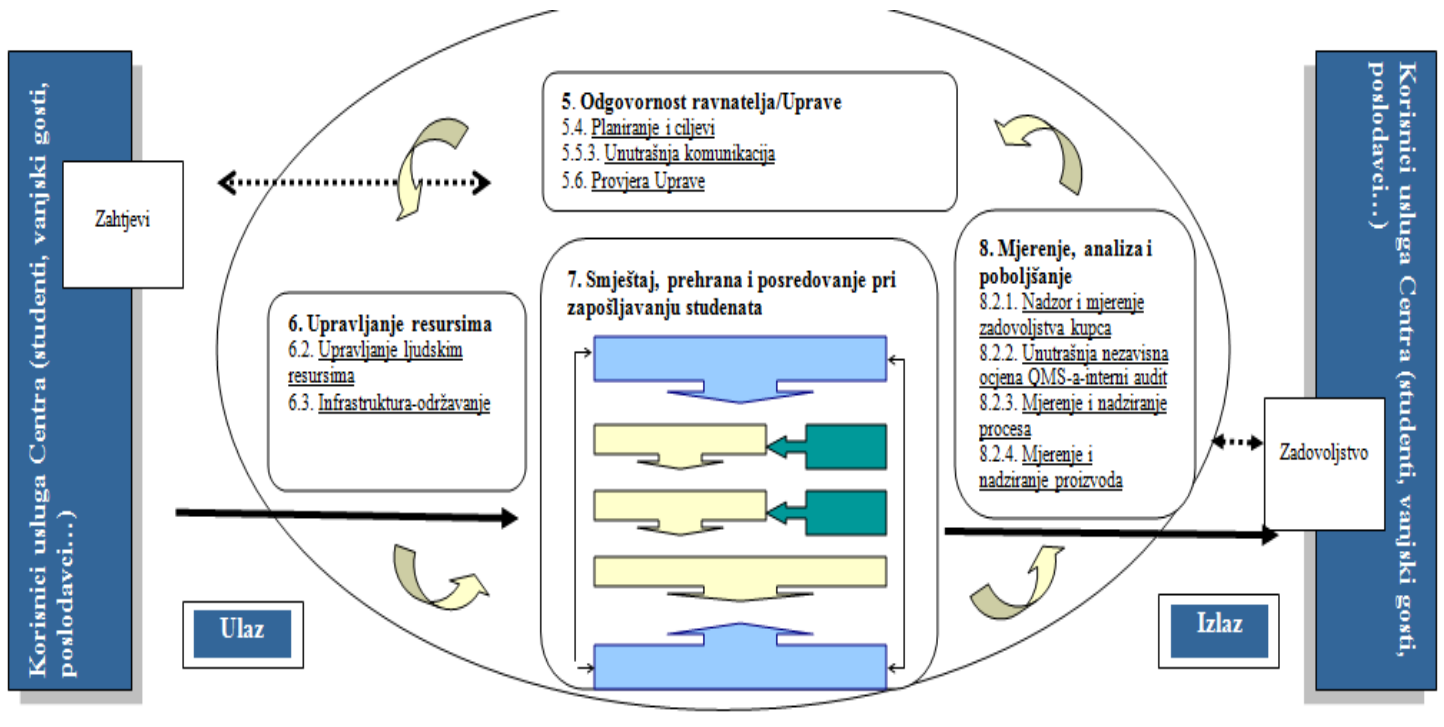 Korisnici usluga Centra (studenti, vanjski gosti,
poslodavci...)
Zahtjevi
5. Odgovornost ravnatelja/Uprave
5.4. Planiranje i ciljevi
5.5.3. Unutrašnja komunikacija
5.6. Provjera Uprave
6. Upravljanje resursima
6.2. Upravljanje ljudskim
resursima
6.3. Infrastruktura-održavanje
7. Smještaj, prehrana i posredovanje pri
zapošljavanju studenata
8. Mjerenje, analiza i
poboljšanje
8.2.1. Nadzor i mjerenje
zadovoljstva kupca
8.2.2. Unutrašnja nezavisna
ocjena QMS-a-interni audit
8.2.3. Mjerenje i nadziranje
procesa
8.2.4. Mjerenje i
nadziranje proizvoda
Zadovoljstvo
Ulaz
Izlaz
Korisnici usluga Centra (studenti, vanjski gosti,
poslodavci...)